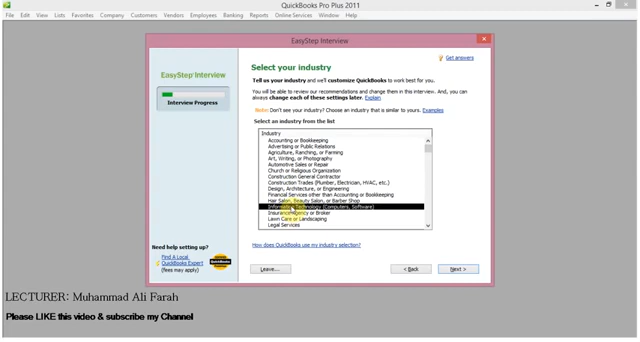 QuickBooks Pro Plus 2011
File Edit View Lists Favorites Company Customers Vendors Employees Banking Reports Online Services Window Help
EasyStep Interview
Get answers
EasyStep Interview
Interview Progress
Select your industry
Tell us your industry and we'll customize QuickBooks to work best for you.
You will be able to review our recommendations and change them in this interview. And, you can
always change each of these settings later. Explain
Note: Don't see your industry? Choose an industry that is similar to yours. Examples
Select an industry from the list
Industry
Accounting or Bookkeeping
Advertising or Public Relations
Agriculture, Ranching, or Farming
Art, Writing, or Photography
Automotive Sales or Repair
Church or Religious Organization
Construction General Contractor
Construction Trades (Plumber, Electrician, HVAC, etc.)
Design, Architecture, or Engineering
Financial Services other than Accounting or Bookkeeping
Hair Salon, Beauty Salon, or Barber Shop
Information Technology (Computers, Software)
Insurance Agency or Broker
Lawn Care or Landscaping
Legal Services
How does QuickBooks use my industry selection?
Need help setting up?
Find A Local
QuickBooks Expert
(fees may apply)
Leave...
< Back
Next >
LECTURER: Muhammad Ali Farah
Please LIKE this video & subscribe my Channel